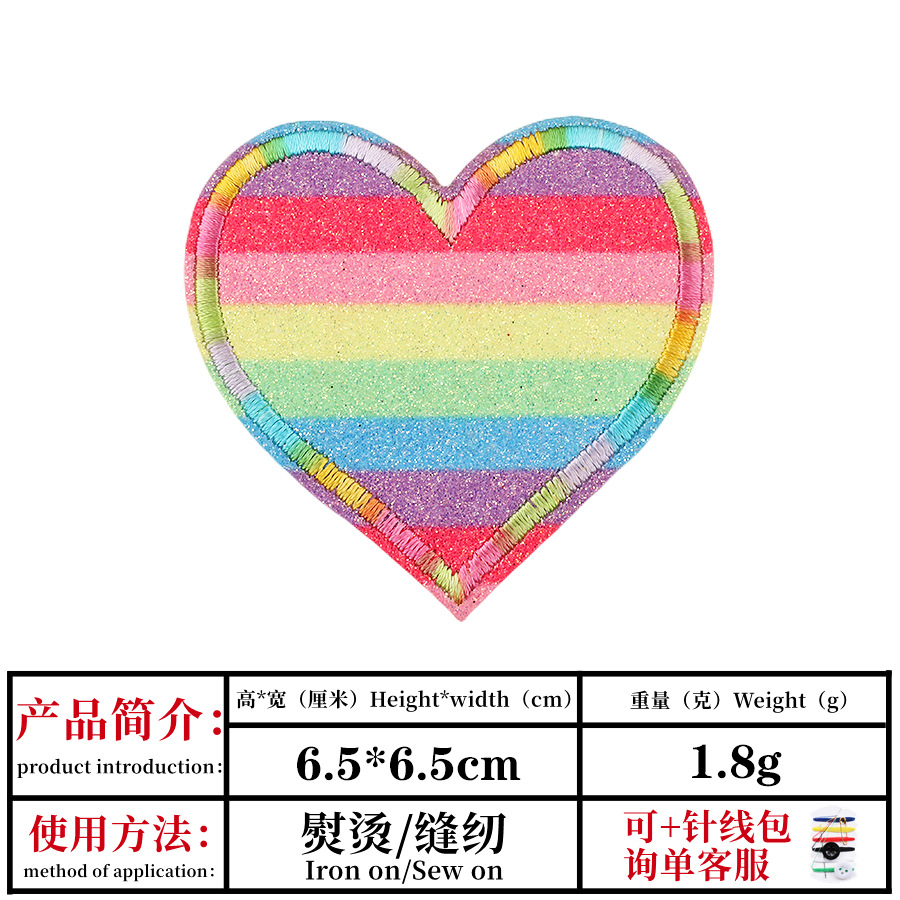 产品简介：
product introduction:
高*宽（厘米）Height*width（cm）
重量（克）Weight（g）
6.5*6.5cm
1.8g
使用方法：
method of application:
熨烫/缝纫
Iron on/Sew on
可+针线包
询单客服